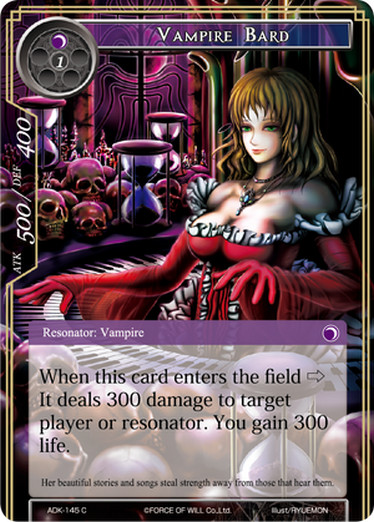 Vampire Bard
1
ATK 500/ DEF 400
Resonator: Vampire
When this card enters the field ⇨
It deals 300 damage to target
player or resonator. You gain 300
life.
Her beautiful stories and songs steal strength away from those that hear them.
ADK-145 C ©FORCE OF WILL Co.,Ltd. Illust/RYUEMON